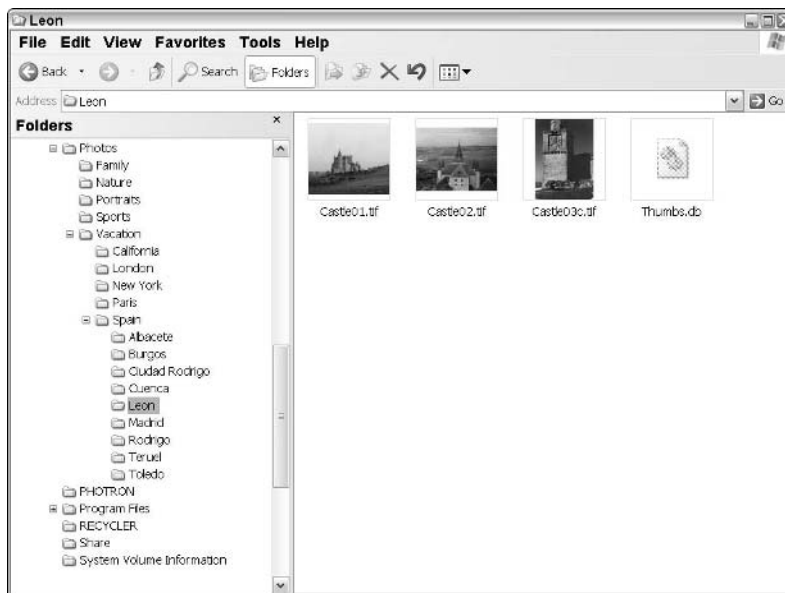 Leon
File Edit View Favorites Tools Help
Back Search Folders
Address Leon Go
Folders
Photos
Family
Nature
Portraits
Sports
Vacation
California
London
New York
Paris
Spain
Albacete
Burgos
Ciudad Rodrigo
Cuenca
Leon
Madrid
Rodrigo
Teruel
Toledo
PHOTRON
Program Files
RECYCLER
Share
System Volume Information
Castle01.tif Castle02.tif Castle03c.tif Thumbs.db